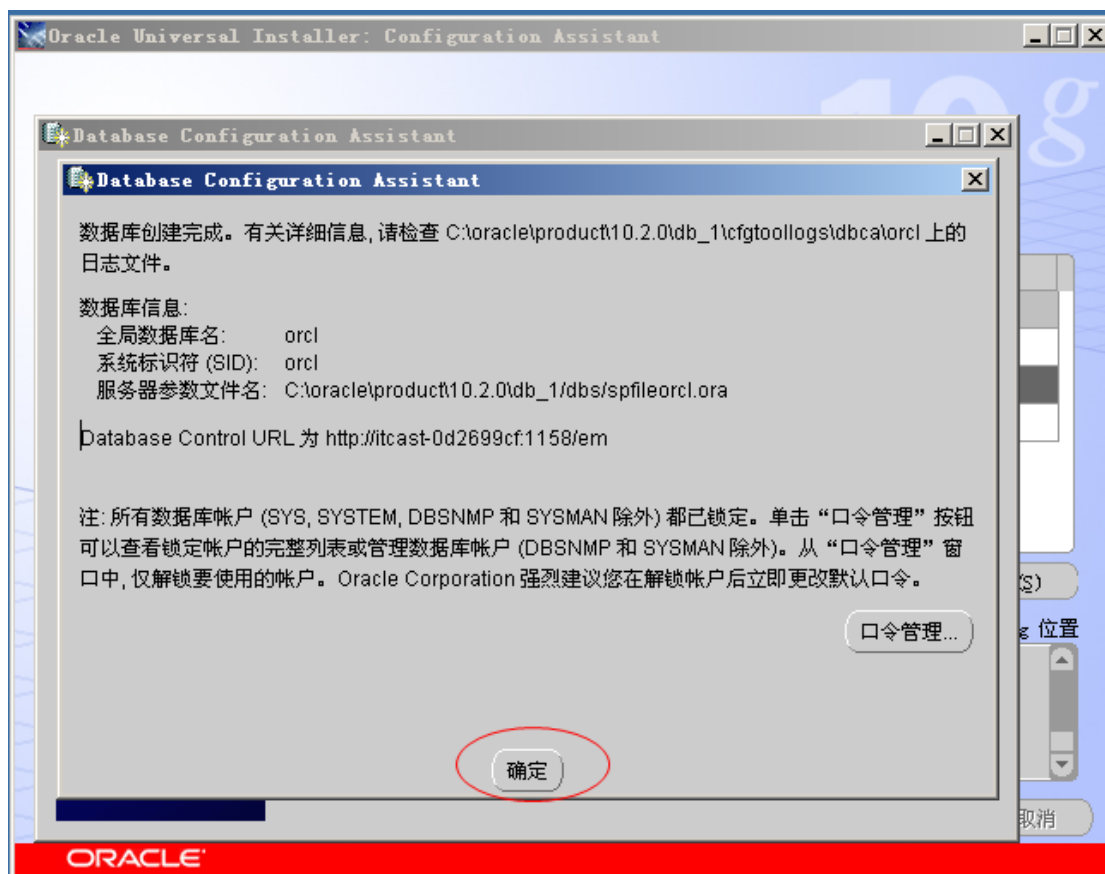 Oracle Universal Installer: Configuration Assistant
10g
Database Configuration Assistant
Database Configuration Assistant
数据库创建完成。有关详细信息, 请检查 C:\oracle\product\10.2.0\db_1\cfgtoollogs\dbca\orcl 上的
日志文件。
数据库信息:
全局数据库名: orcl
系统标识符 (SID): orcl
服务器参数文件名: C:\oracle\product\10.2.0\db_1/dbs/spfileorcl.ora
Database Control URL 为 http://itcast-0d2699cf:1158/em
注: 所有数据库帐户 (SYS, SYSTEM, DBSNMP 和 SYSMAN 除外) 都已锁定。单击 “口令管理” 按钮
可以查看锁定帐户的完整列表或管理数据库帐户 (DBSNMP 和 SYSMAN 除外)。从 “口令管理” 窗
口中, 仅解锁要使用的帐户。Oracle Corporation 强烈建议您在解锁帐户后立即更改默认口令。
(S)
口令管理...
g 位置
确定
取消
ORACLE